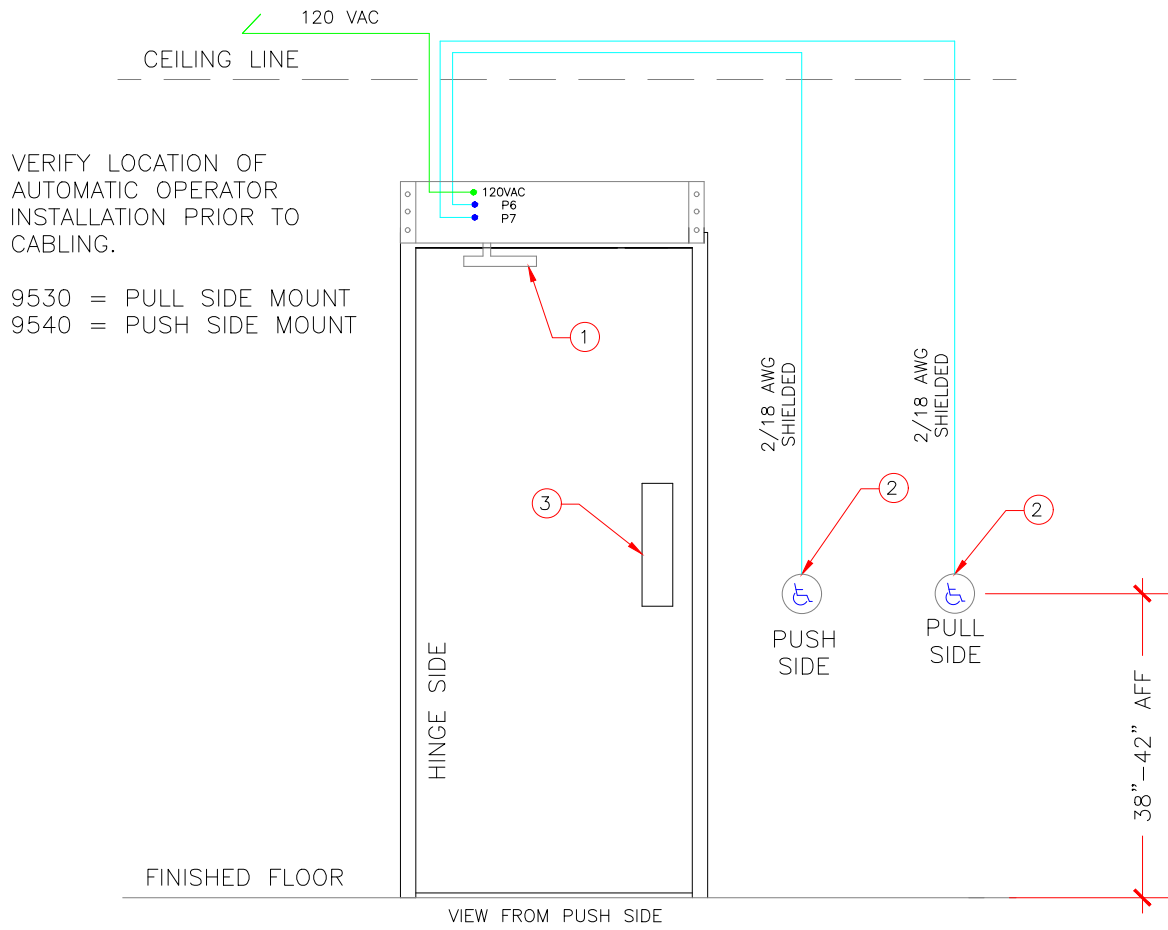 120 VAC
CEILING LINE
VERIFY LOCATION OF
AUTOMATIC OPERATOR
INSTALLATION PRIOR TO
CABLING.
9530 = PULL SIDE MOUNT
9540 = PUSH SIDE MOUNT
120VAC
P6
P7
1
2/18 AWG
SHIELDED
2/18 AWG
SHIELDED
3
2
2
PUSH
SIDE
PULL
SIDE
HINGE SIDE
38"-42" AFF
FINISHED FLOOR
VIEW FROM PUSH SIDE